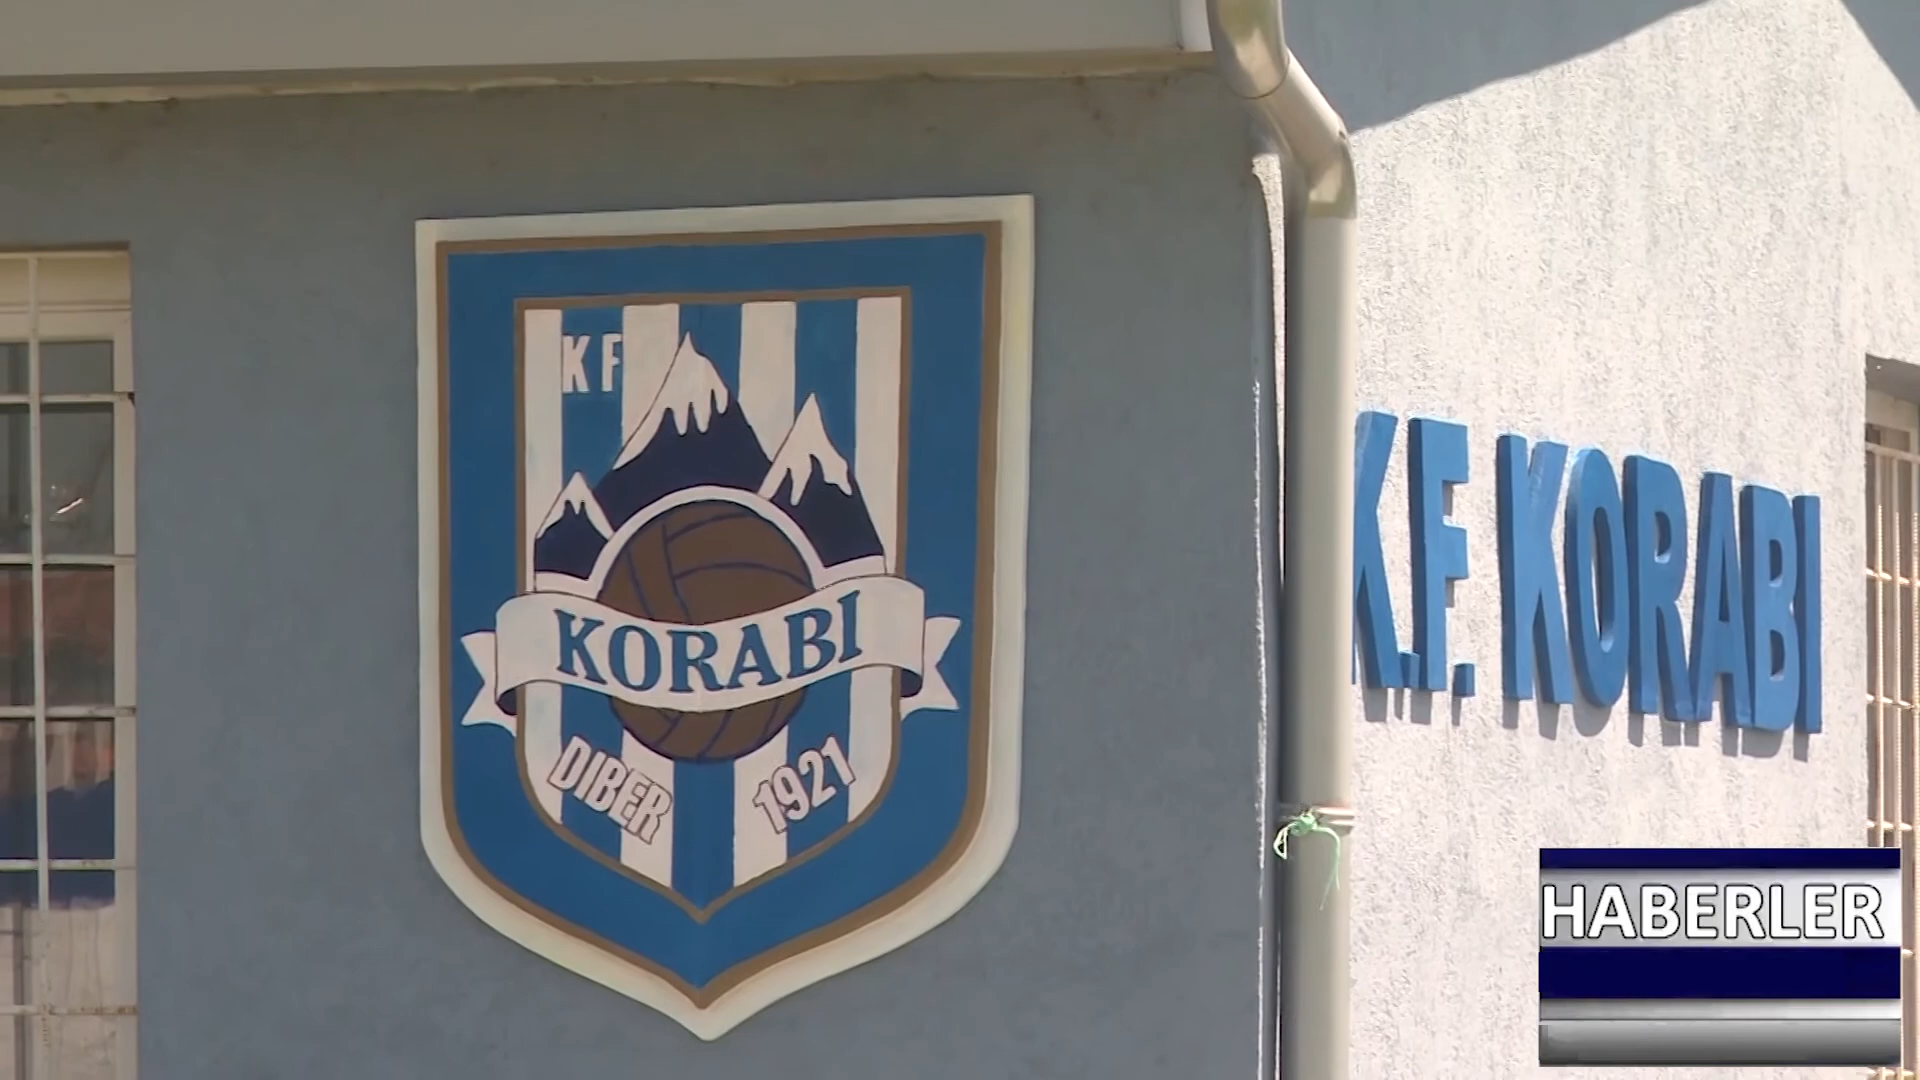 KF
KORABI
DIBER 1921
K.F. KORABI
HABERLER